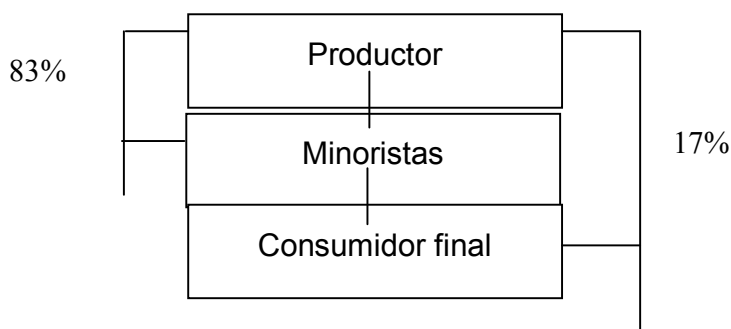 Productor
83%
Minoristas
17%
Consumidor final